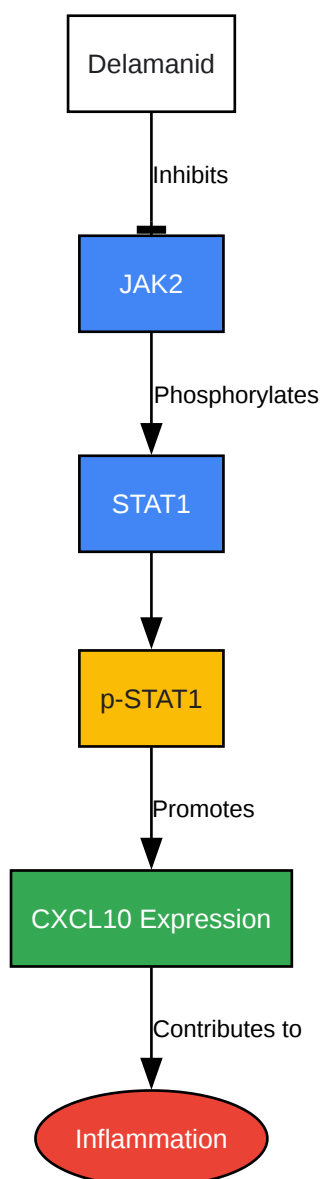 Delamanid
Inhibits
JAK2
Phosphorylates
STAT1
p-STAT1
Promotes
CXCL10 Expression
Contributes to
Inflammation